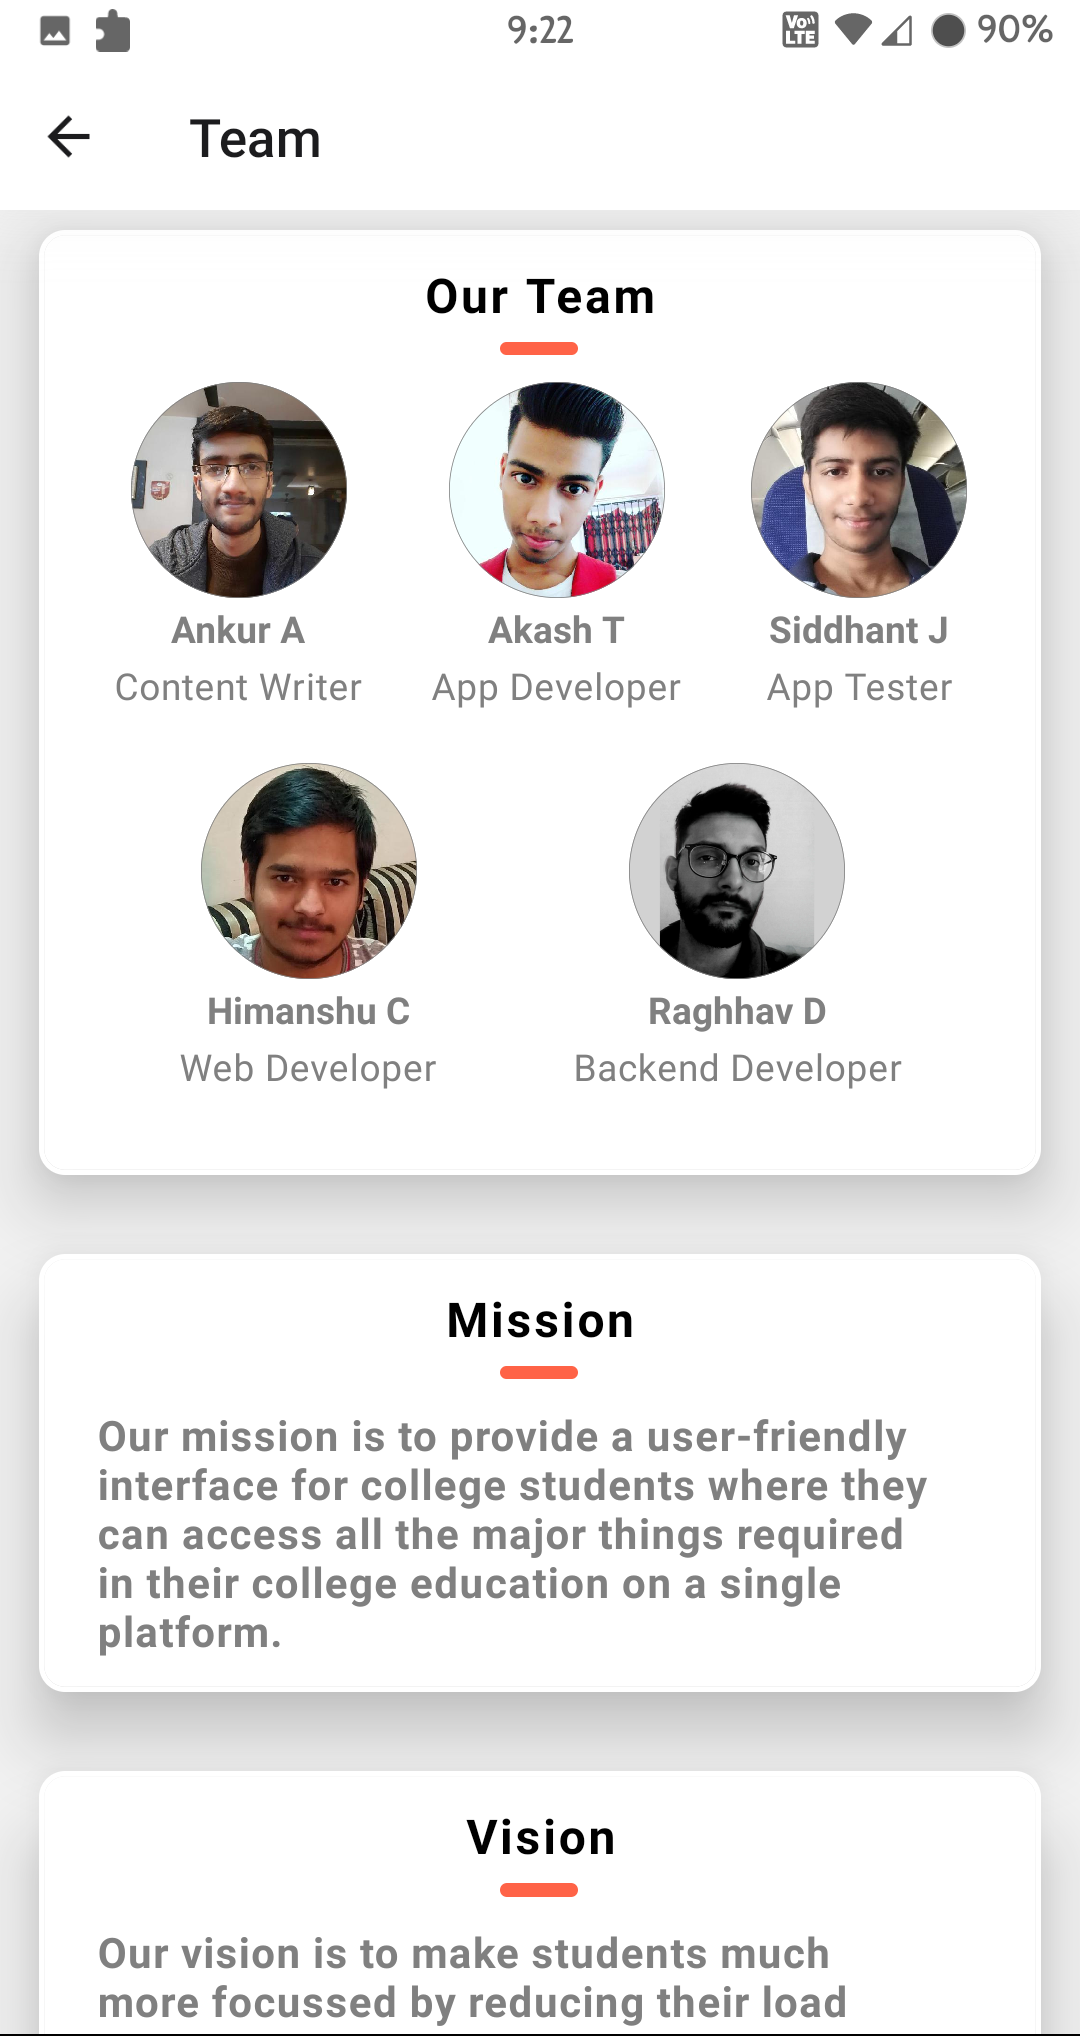 9:22
Vo LTE
90%
Team
Our Team
Ankur A
Akash T
Siddhant J
Content Writer
App Developer
App Tester
Himanshu C
Raghhav D
Web Developer
Backend Developer
Mission
Our mission is to provide a user-friendly
interface for college students where they
can access all the major things required
in their college education on a single
platform.
Vision
Our vision is to make students much
more focussed by reducing their load